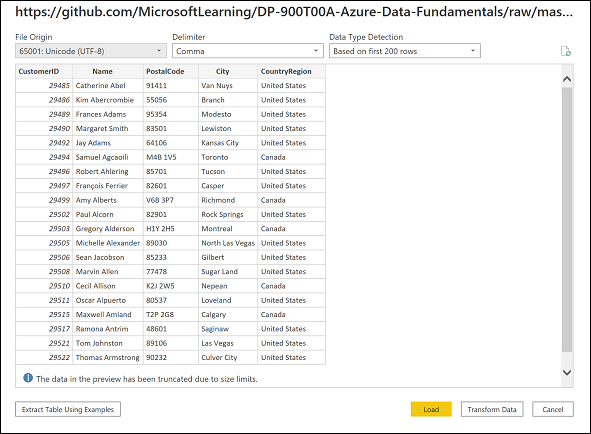 https://github.com/MicrosoftLearning/DP-900T00A-Azure-Data-Fundamentals/raw/mas...
File Origin Delimiter Data Type Detection
65001: Unicode (UTF-8) Comma Based on first 200 rows
CustomerID Name PostalCode City CountryRegion
29485 Catherine Abel 91411 Van Nuys United States
29486 Kim Abercrombie 55056 Branch United States
29489 Frances Adams 95354 Modesto United States
29490 Margaret Smith 83501 Lewiston United States
29492 Jay Adams 64106 Kansas City United States
29494 Samuel Agcaoili M4B 1V5 Toronto Canada
29496 Robert Ahlering 85701 Tucson United States
29497 François Ferrier 82601 Casper United States
29499 Amy Alberts V6B 3P7 Richmond Canada
29502 Paul Alcorn 82901 Rock Springs United States
29503 Gregory Alderson H1Y 2H5 Montreal Canada
29505 Michelle Alexander 89030 North Las Vegas United States
29506 Sean Jacobson 85233 Gilbert United States
29508 Marvin Allen 77478 Sugar Land United States
29510 Cecil Allison K2J 2W5 Nepean Canada
29511 Oscar Alpuerto 80537 Loveland United States
29515 Maxwell Amland T2P 2G8 Calgary Canada
29517 Ramona Antrim 48601 Saginaw United States
29521 Tom Johnston 89106 Las Vegas United States
29522 Thomas Armstrong 90232 Culver City United States
The data in the preview has been truncated due to size limits.
Extract Table Using Examples Load Transform Data Cancel